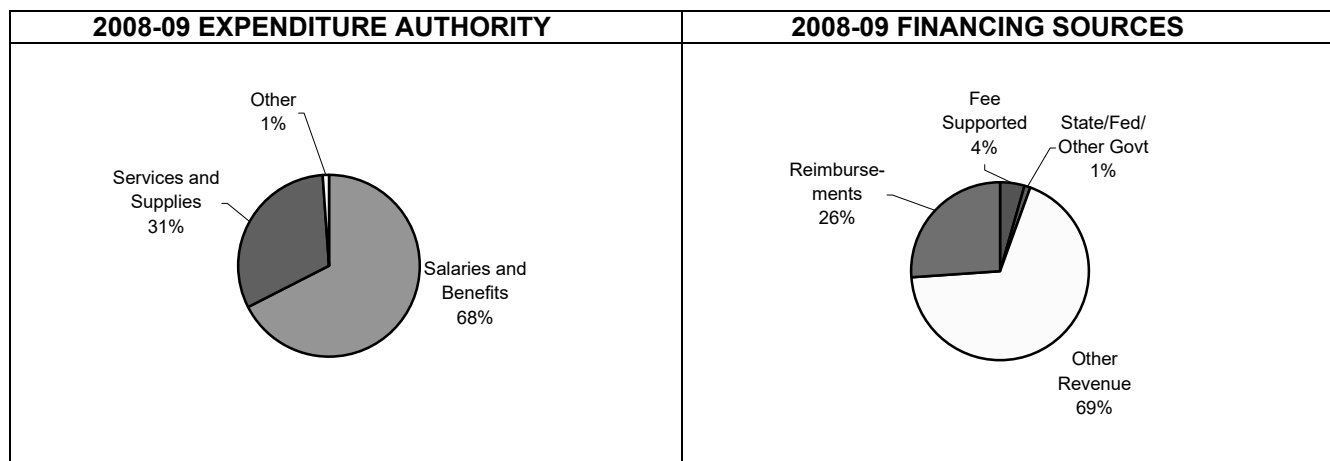 2008-09 EXPENDITURE AUTHORITY
Other
1%
Services and
Supplies
31%
Salaries and
Benefits
68%
2008-09 FINANCING SOURCES
Fee
Supported
4%
State/Fed/
Other Govt
1%
Reimburse-
ments
26%
Other
Revenue
69%